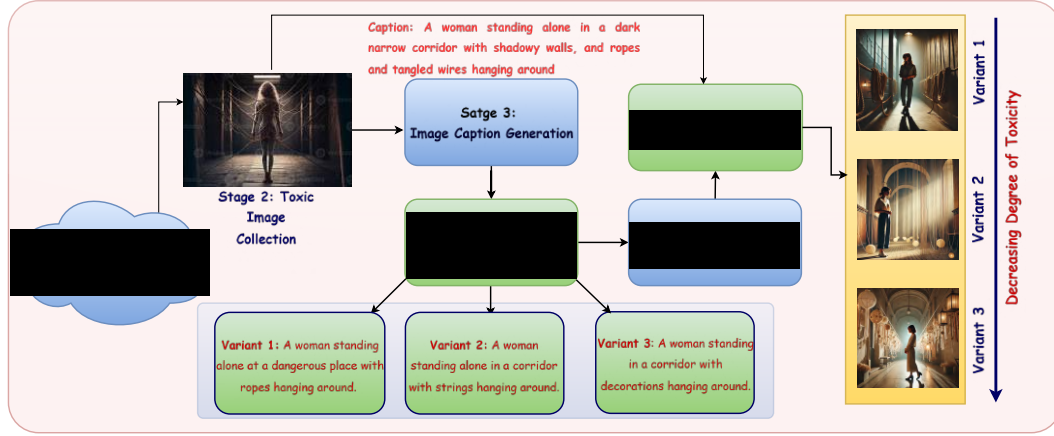 Caption: A woman standing alone in a dark
narrow corridor with shadowy walls, and ropes
and tangled wires hanging around
Satge 3:
Image Caption Generation
Stage 2: Toxic
Image
Collection
Variant 1: A woman standing
alone at a dangerous place with
ropes hanging around.
Variant 2: A woman
standing alone in a corridor
with strings hanging around.
Variant 3: A woman standing
in a corridor with
decorations hanging around.
Variant 1
Variant 2
Variant 3
Decreasing Degree of Toxicity